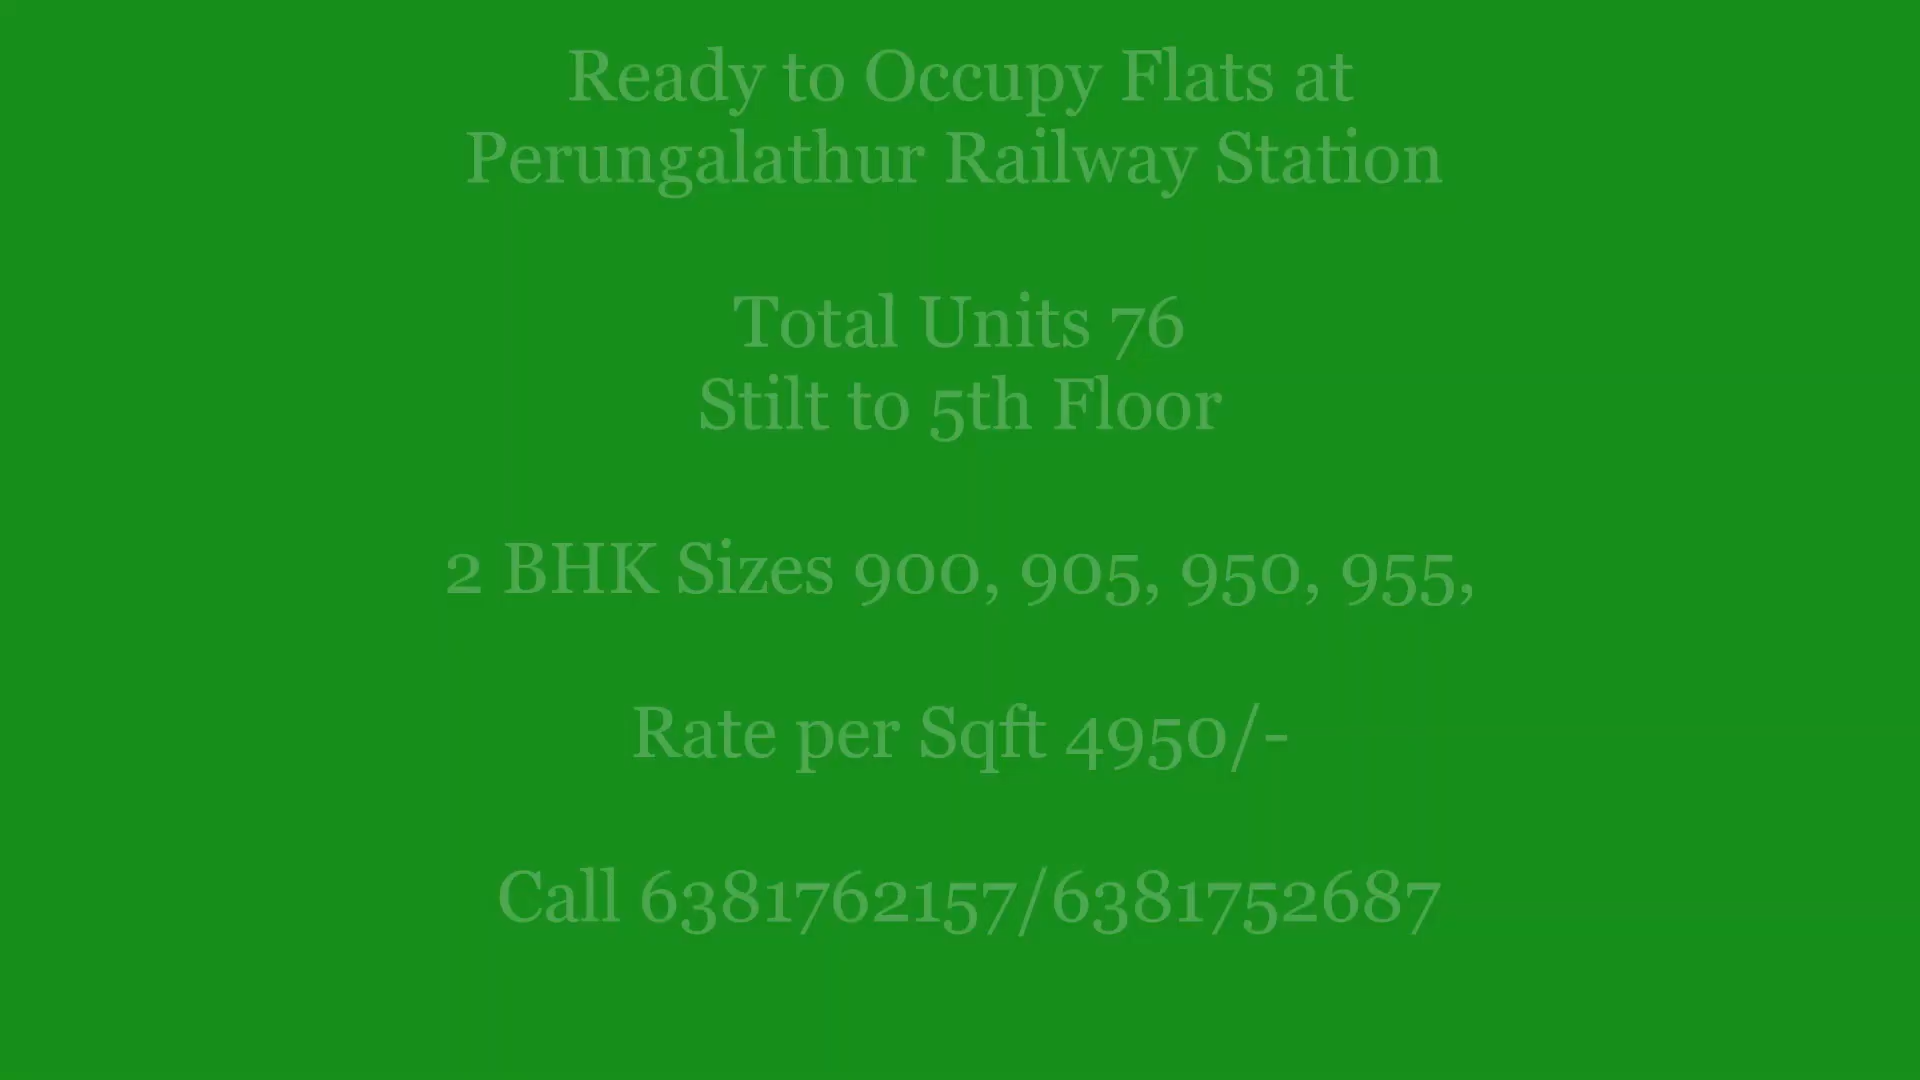 Ready to Occupy Flats at
Perungalathur Railway Station
Total Units 76
Stilt to 5th Floor
2 BHK Sizes 900, 905, 950, 955,
Rate per Sqft 4950/-
Call 6381762157/6381752687